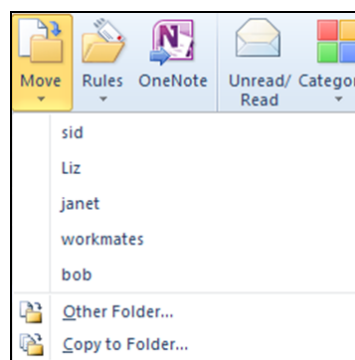 Move Rules OneNote Unread/ Categor
Read
sid
Liz
janet
workmates
bob
Other Folder...
Copy to Folder...